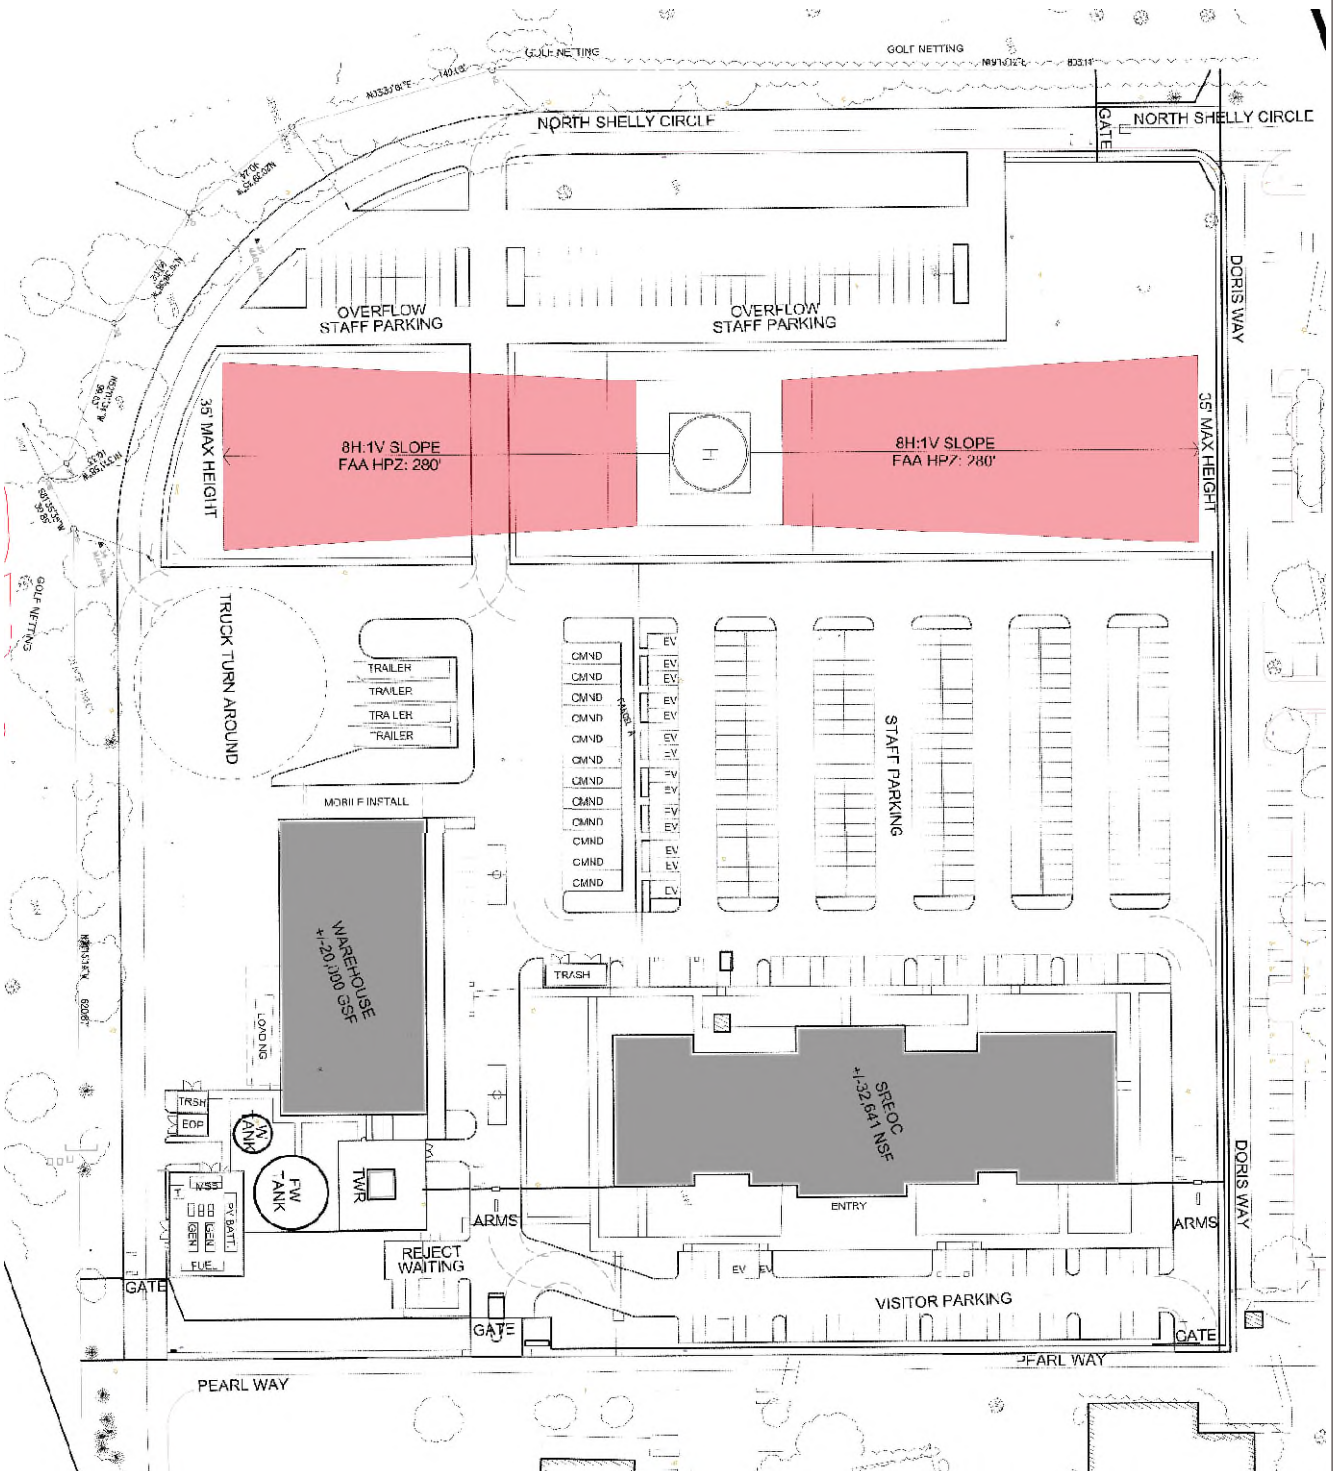 GOLF NETTING
GOLF NETTING
NORTH SHELLY CIRCLE
GATE
NORTH SHELLY CIRCLE
DORIS WAY
OVERFLOW
STAFF PARKING
OVERFLOW
STAFF PARKING
35' MAX HEIGHT
8H:1V SLOPE
FAA HPZ: 280'
H
8H:1V SLOPE
FAA HPZ: 280'
35' MAX HEIGHT
GOLF NETTING
TRUCK TURN AROUND
TRAILER
TRAILER
TRAILER
TRAILER
MOBILE INSTALL
CMND
CMND
CMND
CMND
CMND
CMND
CMND
CMND
CMND
CMND
CMND
CMND
EV
EV
EV
EV
EV
EV
EV
EV
EV
EV
EV
EV
EV
EV
STAFF PARKING
WAREHOUSE
+/-20,000 GSF
LOADING
TRASH
SREOC
+/-32,641 NSF
ENTRY
TRSH
EOP
W
TANK
FW
TANK
TWR
MSB
T
PV BATT.
GEN
GEN
FUEL
ARMS
ARMS
DORIS WAY
REJECT
WAITING
EV
EV
VISITOR PARKING
GATE
GATE
GATE
PEARL WAY
PEARL WAY